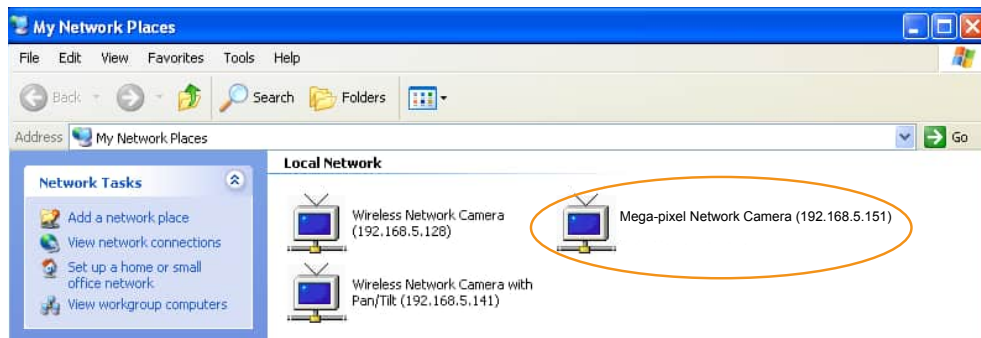 My Network Places
File Edit View Favorites Tools Help
Back Search Folders
Address My Network Places Go
Network Tasks
Add a network place
View network connections
Set up a home or small
office network
View workgroup computers
Local Network
Wireless Network Camera
(192.168.5.128)
Mega-pixel Network Camera (192.168.5.151)
Wireless Network Camera with
Pan/Tilt (192.168.5.141)